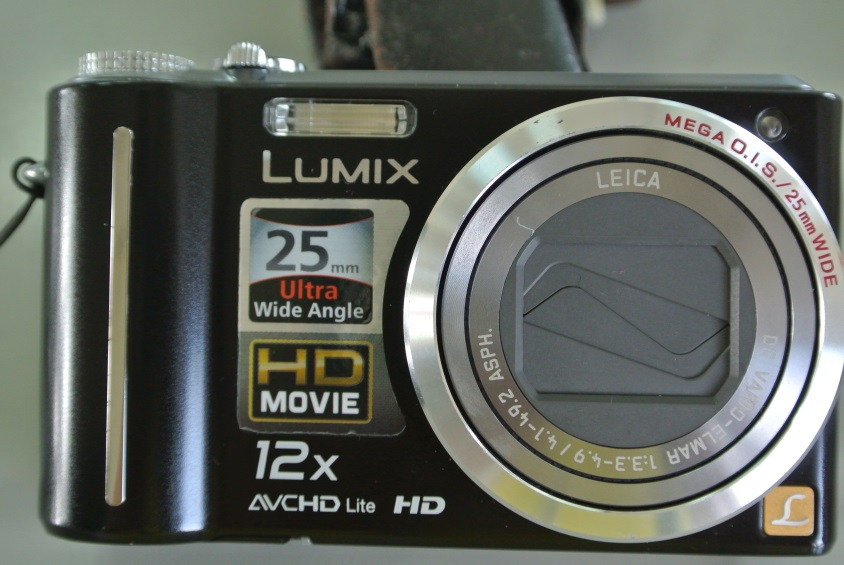 LUMIX
MEGA O.I.S./25mm WIDE
LEICA
DC VARIO-ELMAR 1:3.3-4.9 / 4.1-49.2 ASPH.
25mm
Ultra
Wide Angle
HD
MOVIE
12x
AVCHD Lite HD
L